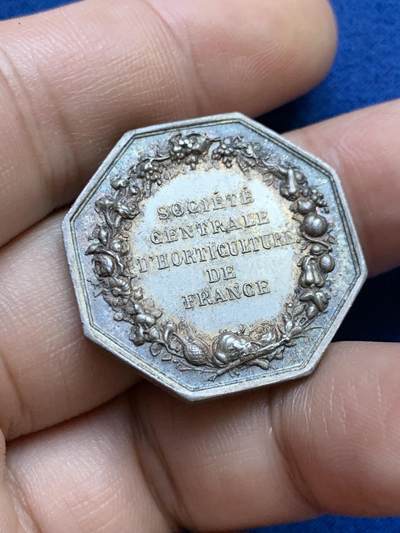 SOCIÉTÉ
CENTRALE
D'HORTICULTURE
DE
FRANCE